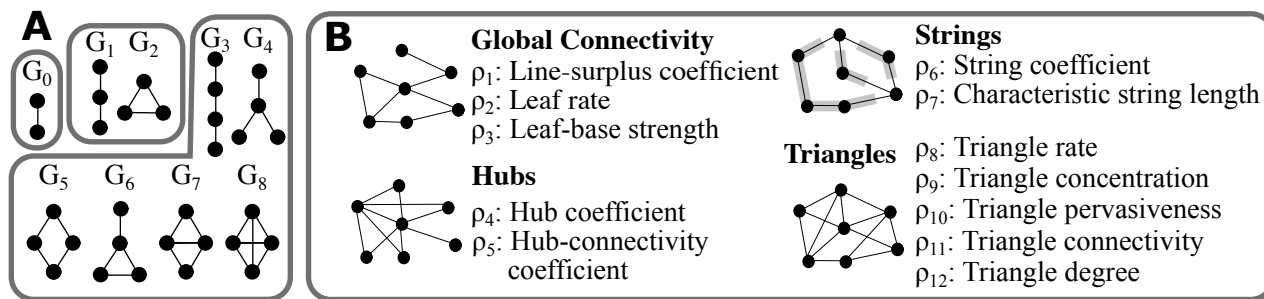 A
G0
G1 G2
G3 G4
G5 G6 G7 G8
B
Global Connectivity
ρ1: Line-surplus coefficient
ρ2: Leaf rate
ρ3: Leaf-base strength
Hubs
ρ4: Hub coefficient
ρ5: Hub-connectivity
coefficient
Strings
ρ6: String coefficient
ρ7: Characteristic string length
Triangles
ρ8: Triangle rate
ρ9: Triangle concentration
ρ10: Triangle pervasiveness
ρ11: Triangle connectivity
ρ12: Triangle degree